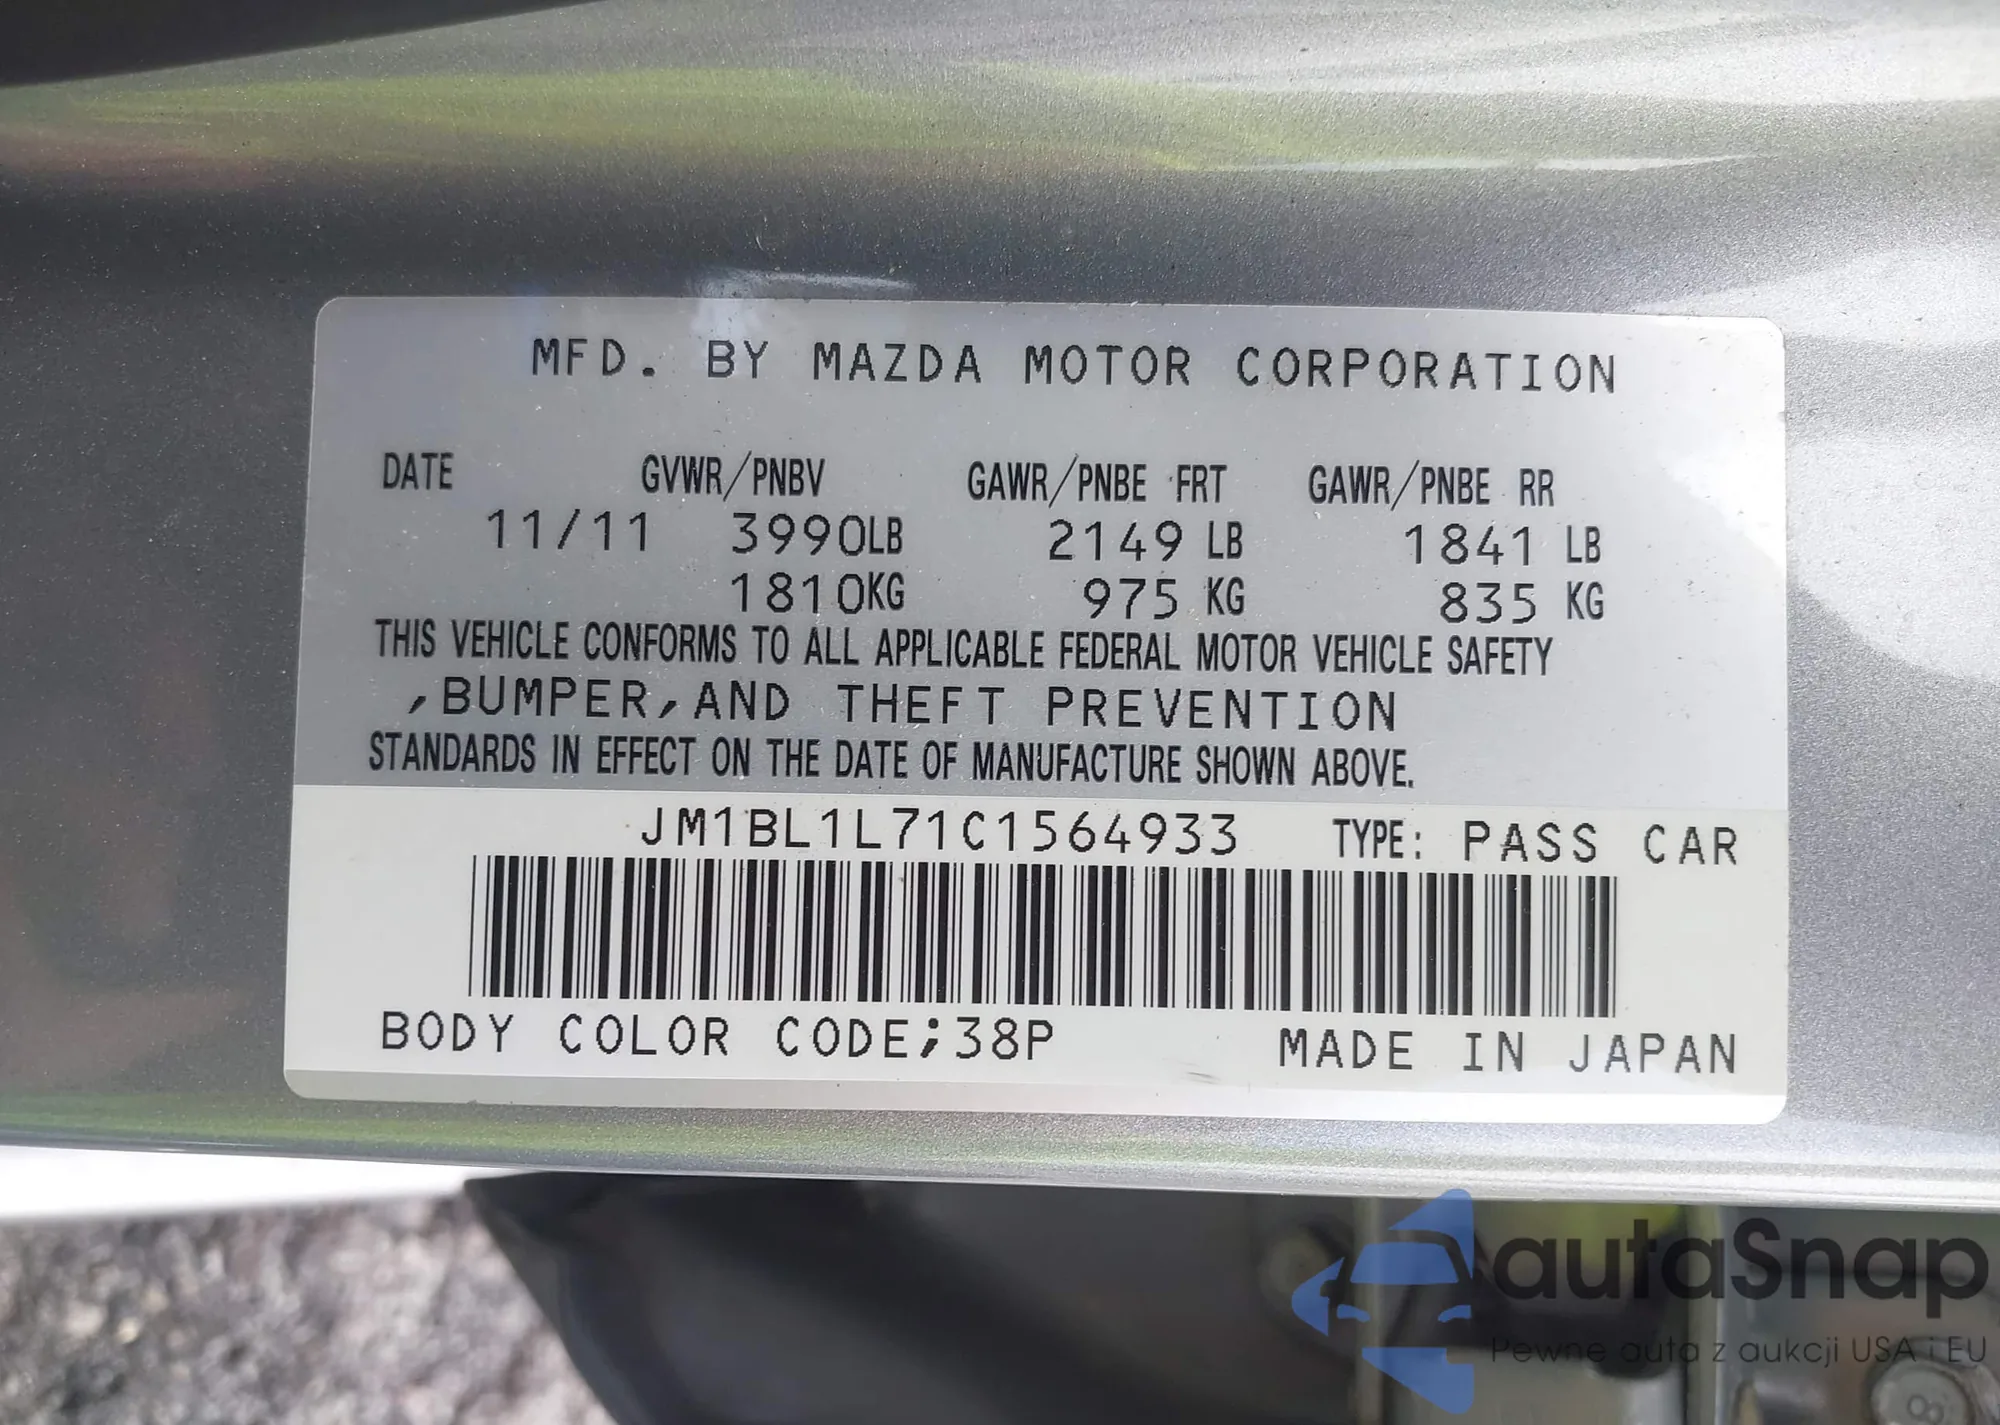 MFD. BY MAZDA MOTOR CORPORATION
DATE GVWR/PNBV GAWR/PNBE FRT GAWR/PNBE RR
11/11 3990LB 2149 LB 1841 LB
1810KG 975 KG 835 KG
THIS VEHICLE CONFORMS TO ALL APPLICABLE FEDERAL MOTOR VEHICLE SAFETY
,BUMPER,AND THEFT PREVENTION
STANDARDS IN EFFECT ON THE DATE OF MANUFACTURE SHOWN ABOVE.
JM1BL1L71C1564933 TYPE: PASS CAR
BODY COLOR CODE;38P MADE IN JAPAN
autaSnap
Pewne auta z aukcji USA i EU
8